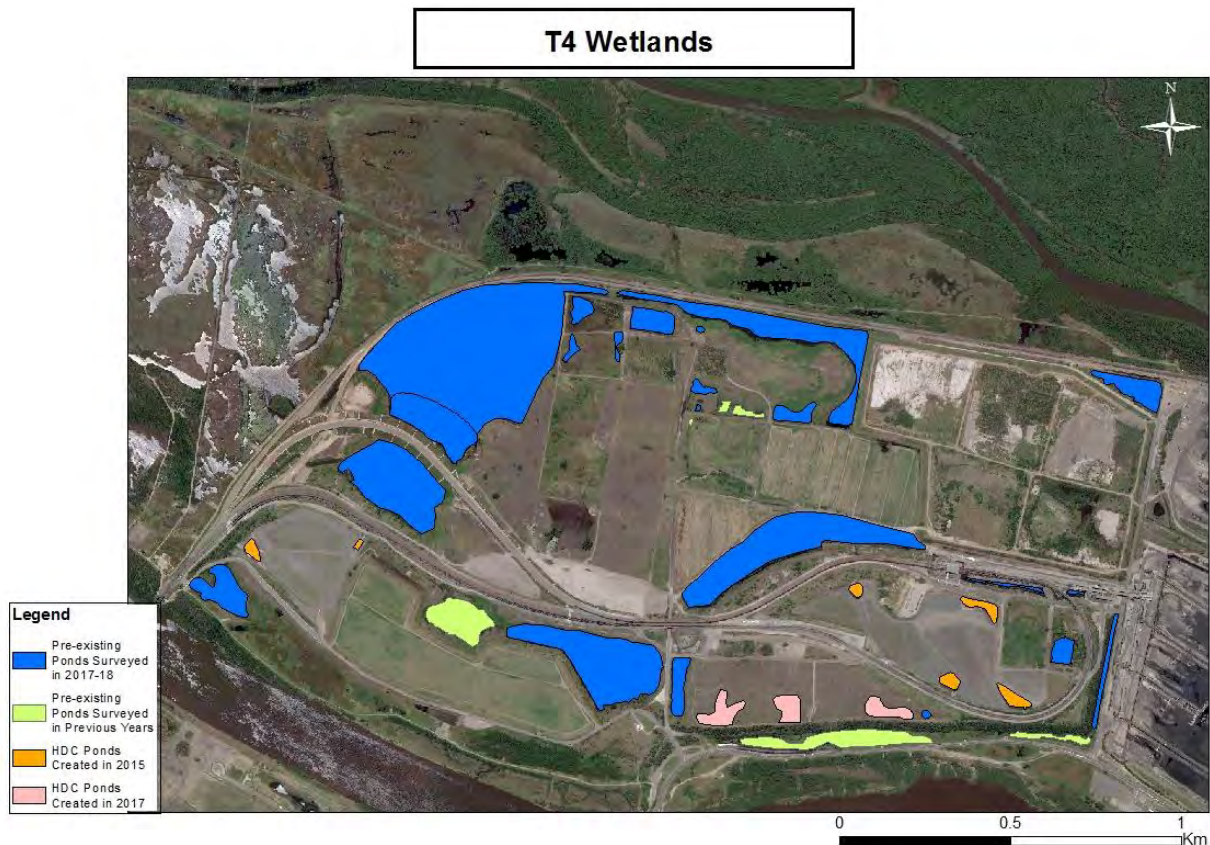 T4 Wetlands
N
Legend
Pre-existing
Ponds Surveyed
in 2017-18
Pre-existing
Ponds Surveyed
in Previous Years
HDC Ponds
Created in 2015
HDC Ponds
Created in 2017
0 0.5 1
Km